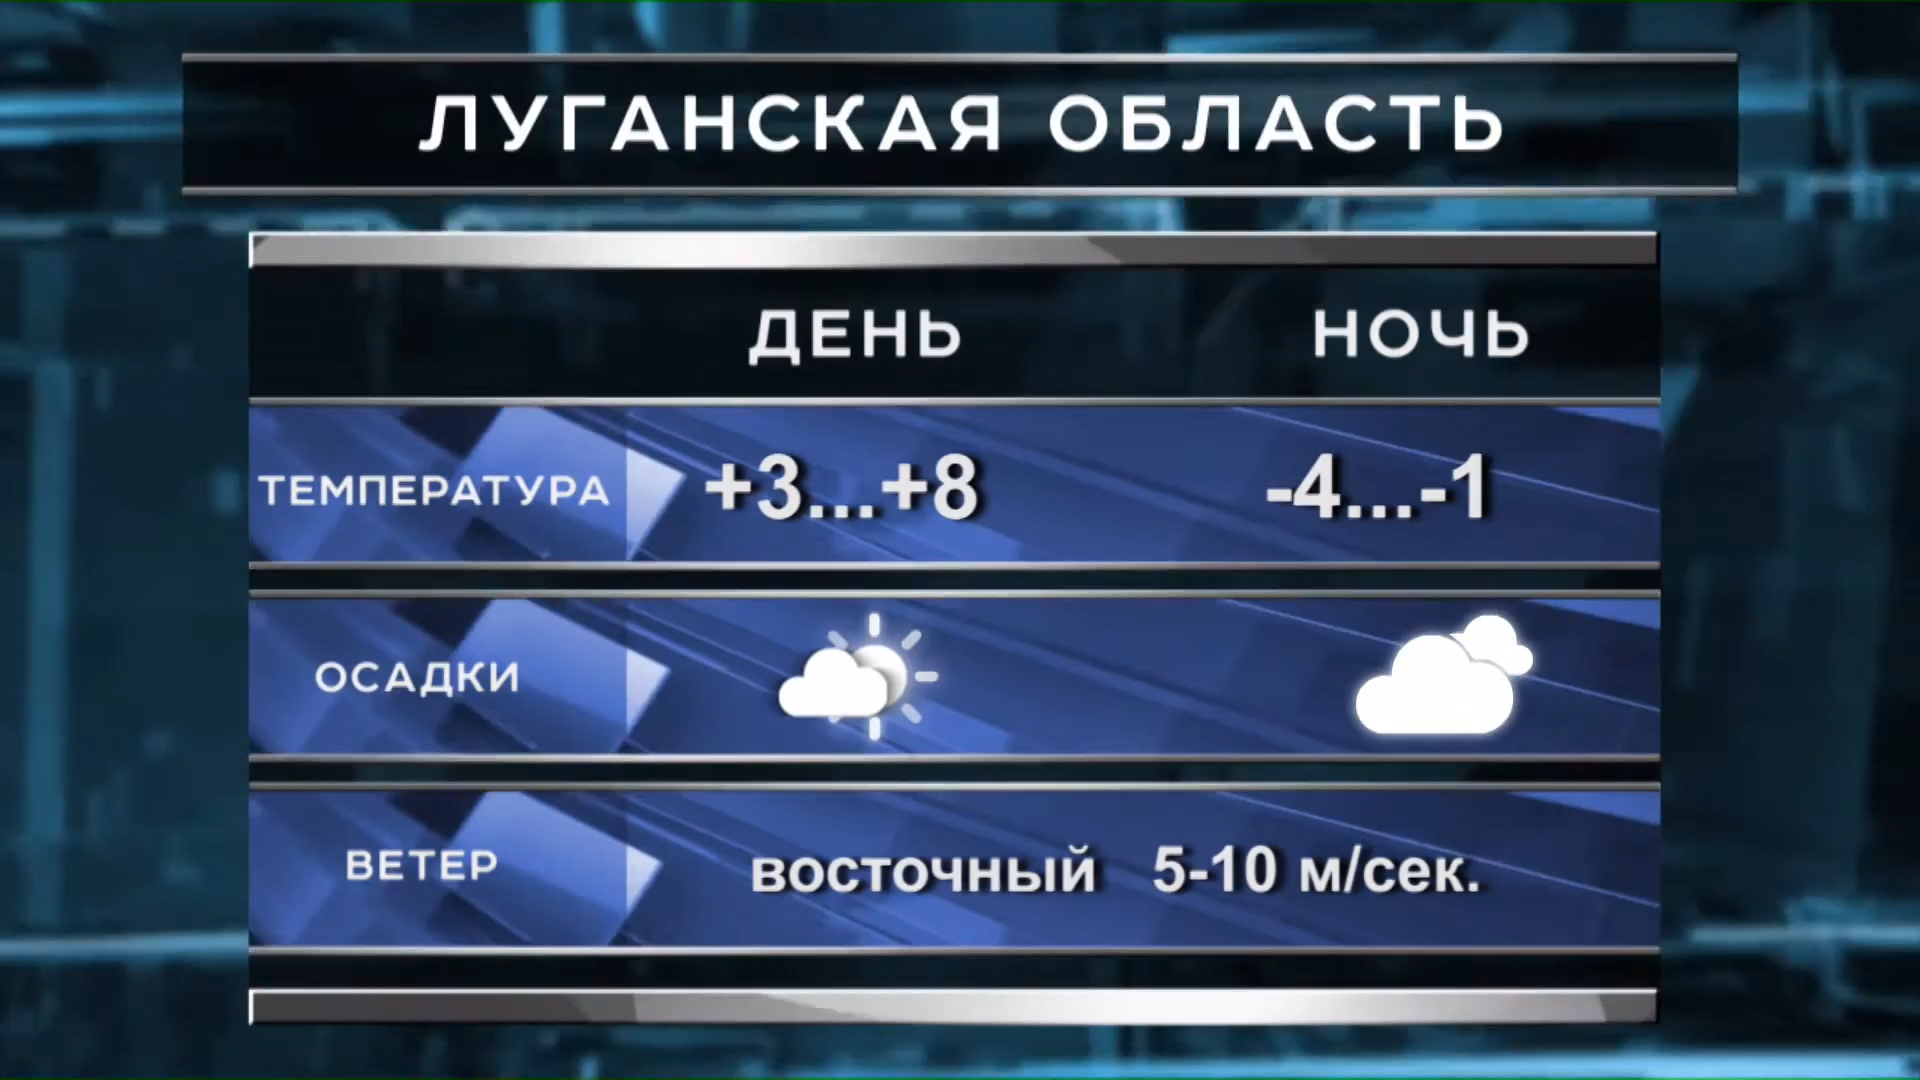 ЛУГАНСКАЯ ОБЛАСТЬ
ДЕНЬ НОЧЬ
ТЕМПЕРАТУРА +3...+8 -4...-1
ОСАДКИ
ВЕТЕР восточный 5-10 м/сек.